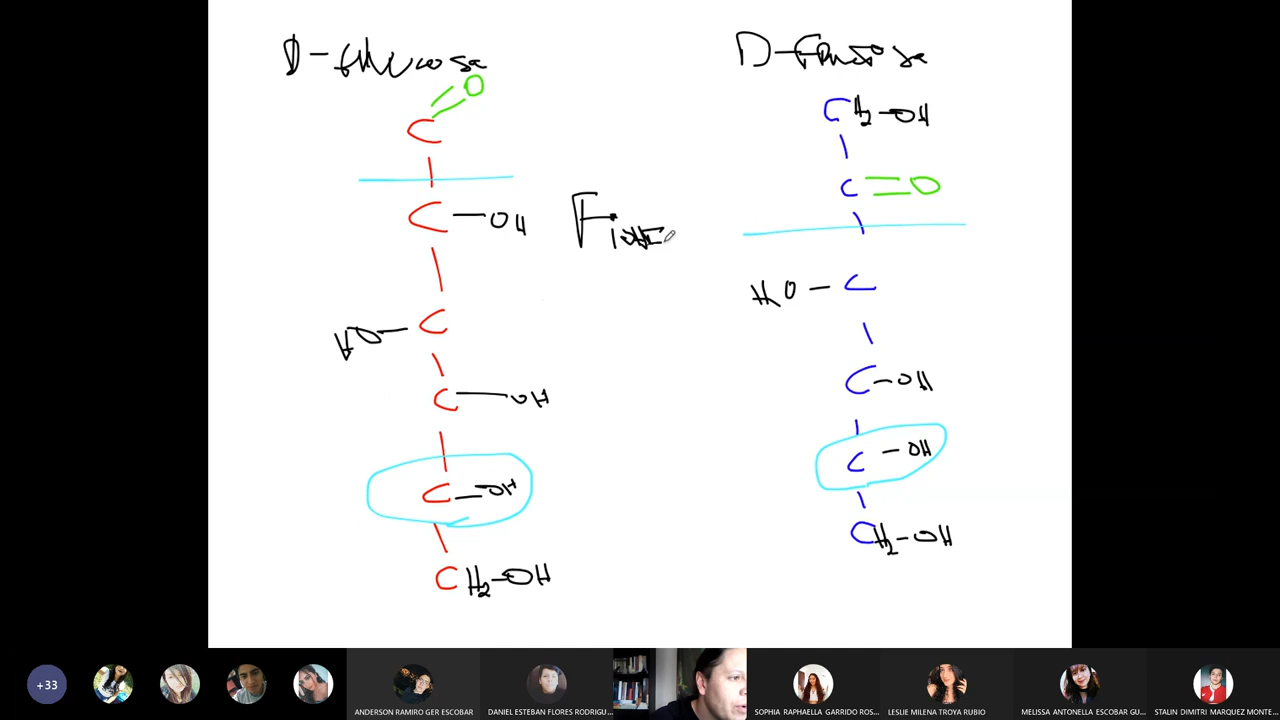 D-Glucosa
D-Fructosa
C=O
C-OH
HO-C
C-OH
C-OH
CH2-OH
CH2-OH
C=O
HO-C
C-OH
C-OH
CH2-OH
+33
ANDERSON RAMIRO GER ESCOBAR
DANIEL ESTEBAN FLORES RODRIGU...
SOPHIA RAPHAELLA GARRIDO ROS...
LESLIE MILENA TROYA RUBIO
MELISSA ANTONELLA ESCOBAR GU...
STALIN DIMITRI MARQUEZ MONTE...